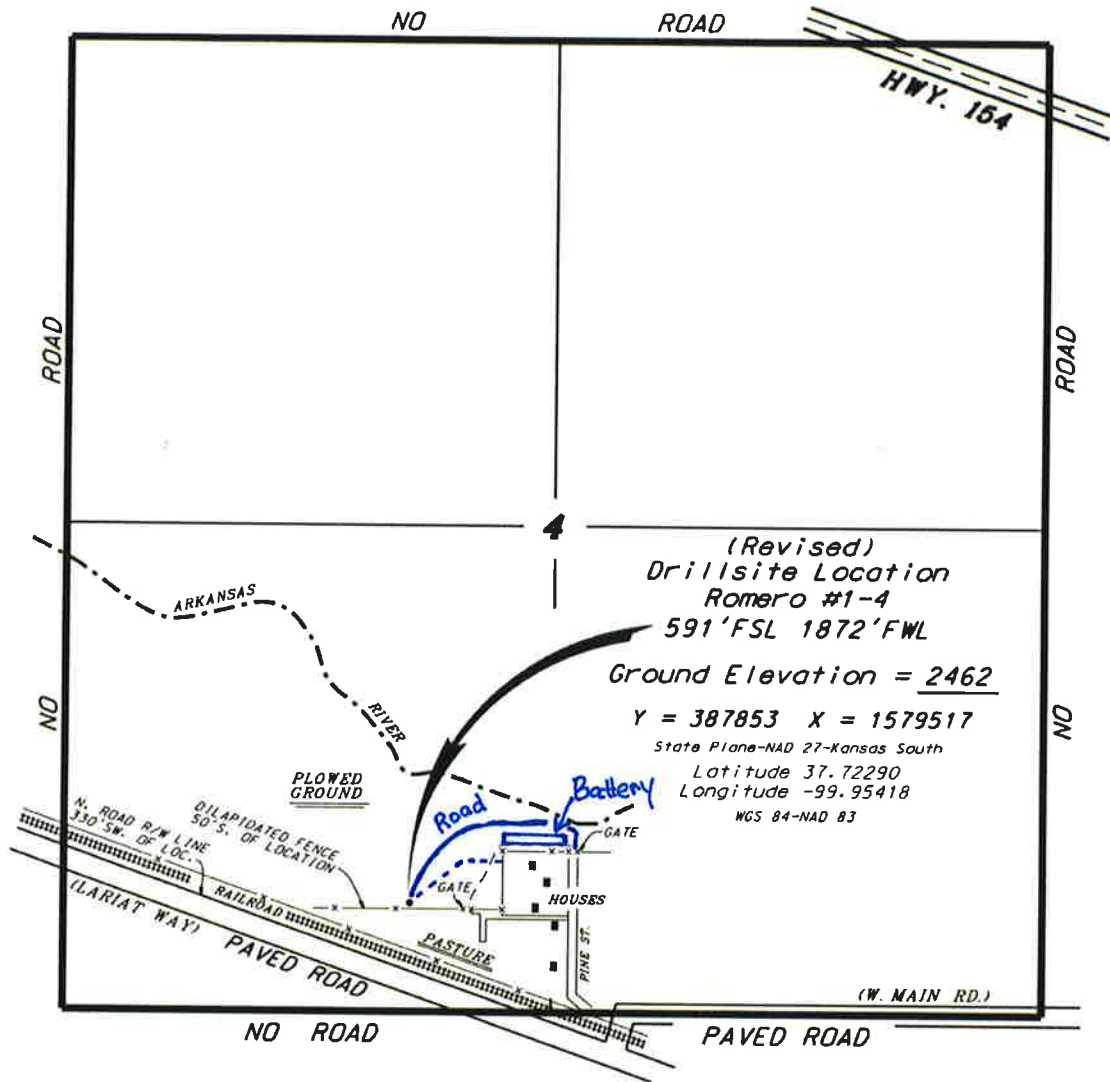 NO ROAD
HWY. 154
ROAD
ROAD
4
(Revised)
Drillsite Location
Romero #1-4
591'FSL 1872'FWL
Ground Elevation = 2462
Y = 387853 X = 1579517
State Plane-NAD 27-Kansas South
Latitude 37.72290
Longitude -99.95418
WGS 84-NAD 83
ARKANSAS
RIVER
NO
NO
PLOWED
GROUND
Road
Battery
GATE
N. ROAD R/W LINE
330'SW. OF LOC.
DILAPIDATED FENCE
50'S. OF LOCATION
GATE
HOUSES
RAILROAD
(LARIAT WAY) PAVED ROAD
PASTURE
PINE ST.
(W. MAIN RD.)
NO ROAD
PAVED ROAD